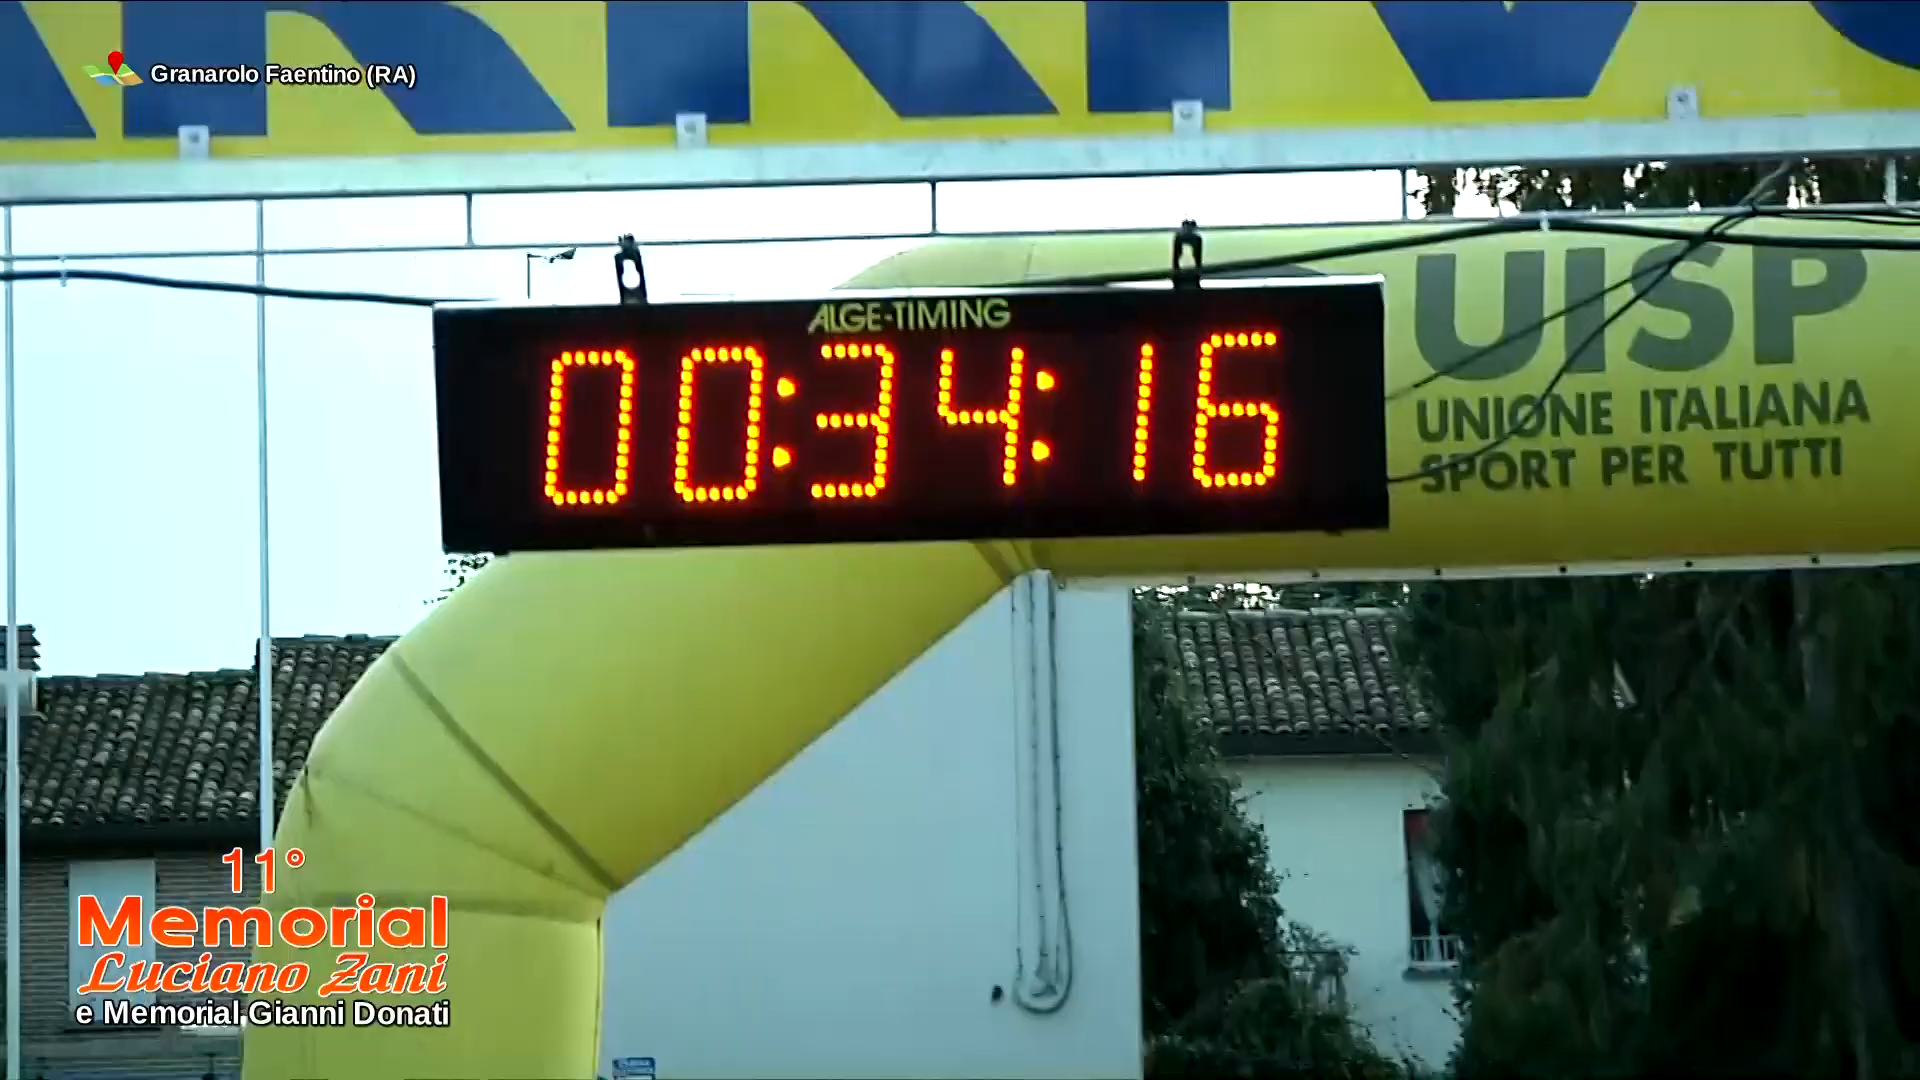 Granarolo Faentino (RA)
ARRIVO
ALGE-TIMING
00:34:16
UISP
UNIONE ITALIANA
SPORT PER TUTTI
11°
Memorial
Luciano Zani
e Memorial Gianni Donati